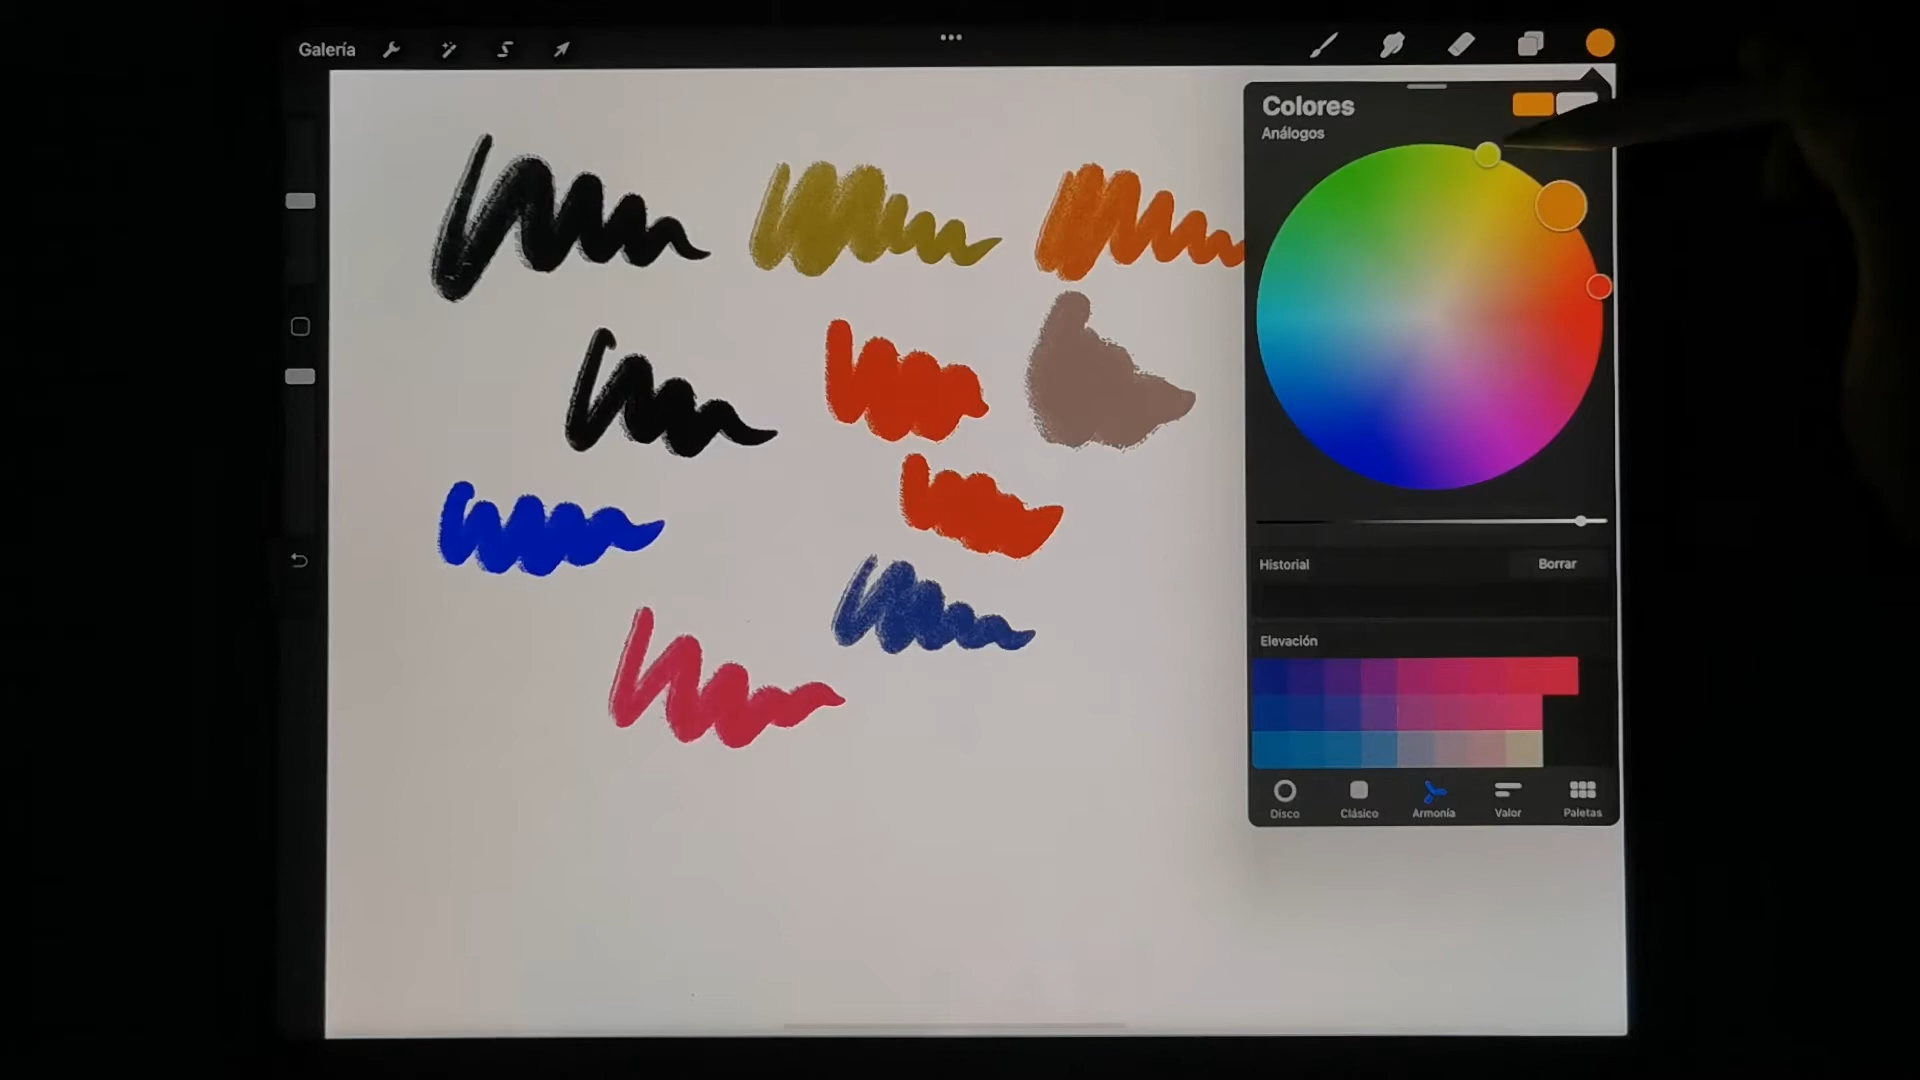 Galería
Colores
Análogos
Historial
Borrar
Elevación
Disco
Clásico
Armonía
Valor
Paletas